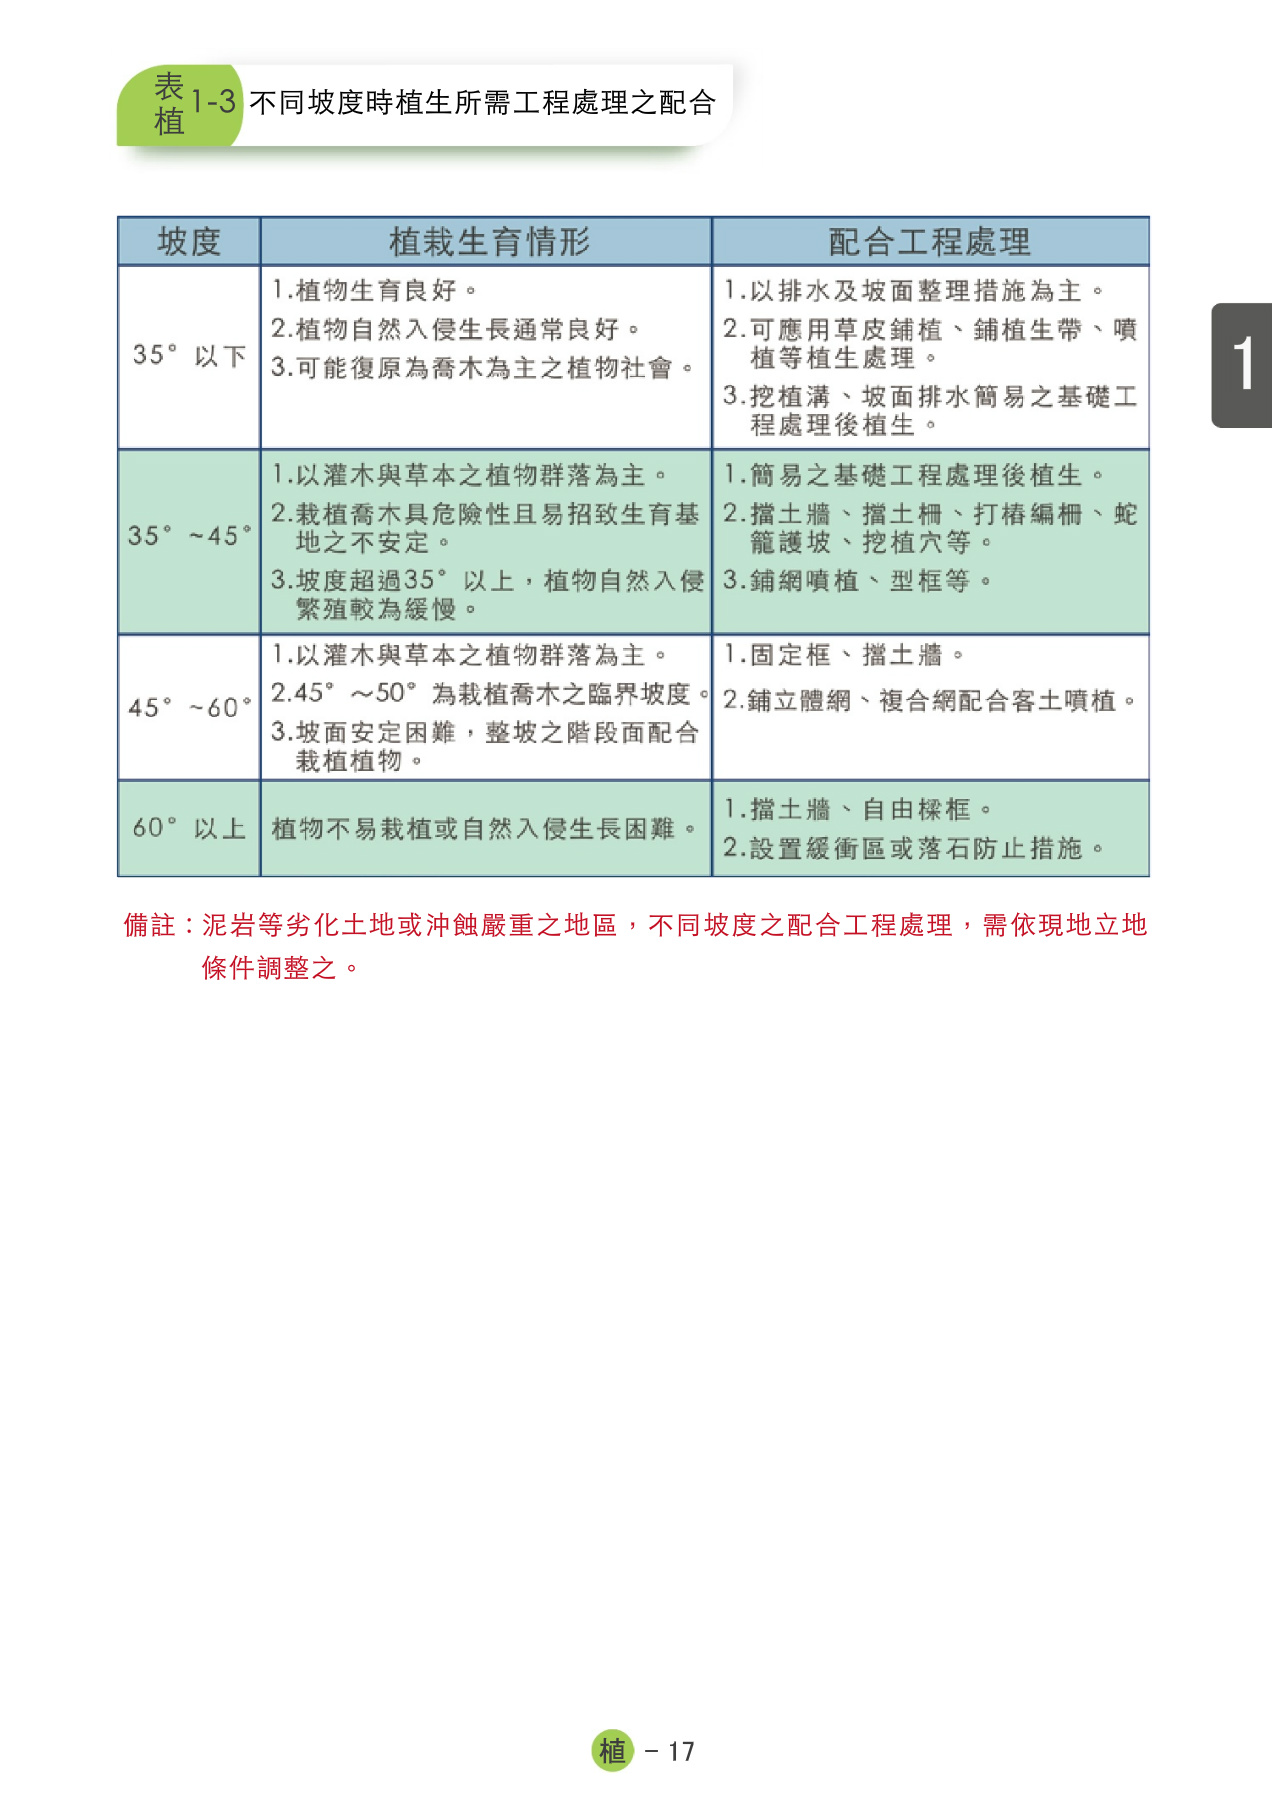 表植1-3 不同坡度時植生所需工程處理之配合
坡度 植栽生育情形 配合工程處理
35°以下
1.植物生育良好。
2.植物自然入侵生長通常良好。
3.可能復原為喬木為主之植物社會。
1.以排水及坡面整理措施為主。
2.可應用草皮鋪植、鋪植生帶、噴
植等植生處理。
3.挖植溝、坡面排水簡易之基礎工
程處理後植生。
35°~45°
1.以灌木與草本之植物群落為主。
2.栽植喬木具危險性且易招致生育基
地之不安定。
3.坡度超過35°以上，植物自然入侵
繁殖較為緩慢。
1.簡易之基礎工程處理後植生。
2.擋土牆、擋土柵、打樁編柵、蛇
籠護坡、挖植穴等。
3.鋪網噴植、型框等。
45°~60°
1.以灌木與草本之植物群落為主。
2.45°～50°為栽植喬木之臨界坡度。
3.坡面安定困難，整坡之階段面配合
栽植植物。
1.固定框、擋土牆。
2.鋪立體網、複合網配合客土噴植。
60°以上
植物不易栽植或自然入侵生長困難。
1.擋土牆、自由樑框。
2.設置緩衝區或落石防止措施。
備註：泥岩等劣化土地或沖蝕嚴重之地區，不同坡度之配合工程處理，需依現地立地
條件調整之。
1
植 – 17